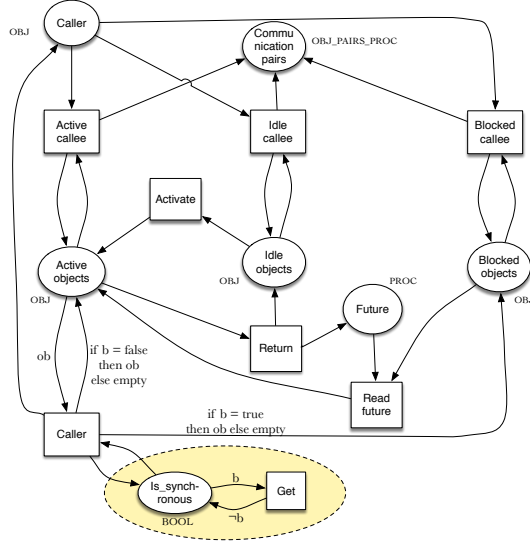 Caller
OBJ
Commun
ication
pairs
OBJ_PAIRS_PROC
Active
callee
Idle
callee
Blocked
callee
Activate
Active
objects
OBJ
Idle
objects
OBJ
Blocked
objects
OBJ
PROC
Future
Return
Read
future
ob
if b = false
then ob
else empty
Caller
if b = true
then ob else empty
Is_synch-
ronous
BOOL
b
Get
¬b